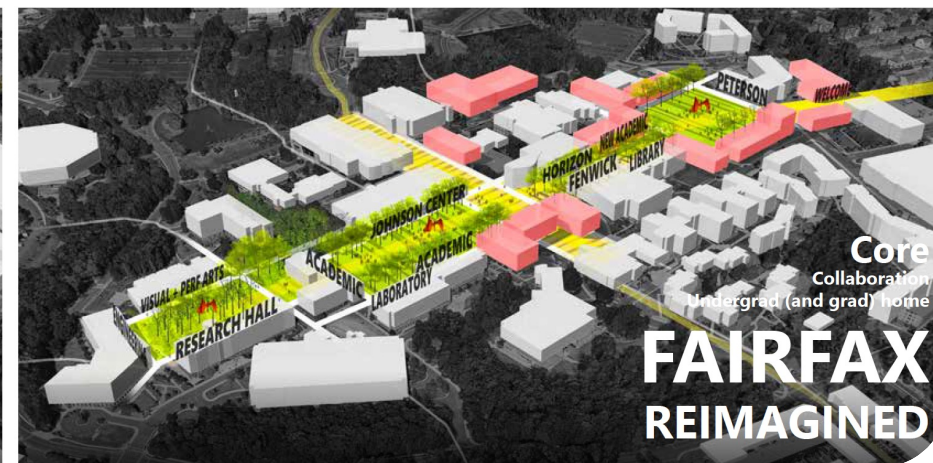 PETERSON
WELCOME
NEW ACADEMIC
HORIZON
FENWICK LIBRARY
JOHNSON CENTER
ACADEMIC
ACADEMIC
LABORATORY
VISUAL + PERF ARTS
RESEARCH HALL
Core
Collaboration
Undergrad (and grad) home
FAIRFAX
REIMAGINED